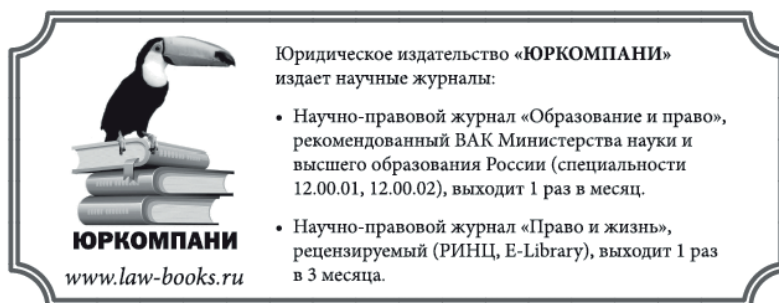 ЮРКОМПАНИ
www.law-books.ru
Юридическое издательство «ЮРКОМПАНИ»
издает научные журналы:
• Научно-правовой журнал «Образование и право»,
рекомендованный ВАК Министерства науки и
высшего образования России (специальности
12.00.01, 12.00.02), выходит 1 раз в месяц.
• Научно-правовой журнал «Право и жизнь»,
рецензируемый (РИНЦ, E-Library), выходит 1 раз
в 3 месяца.